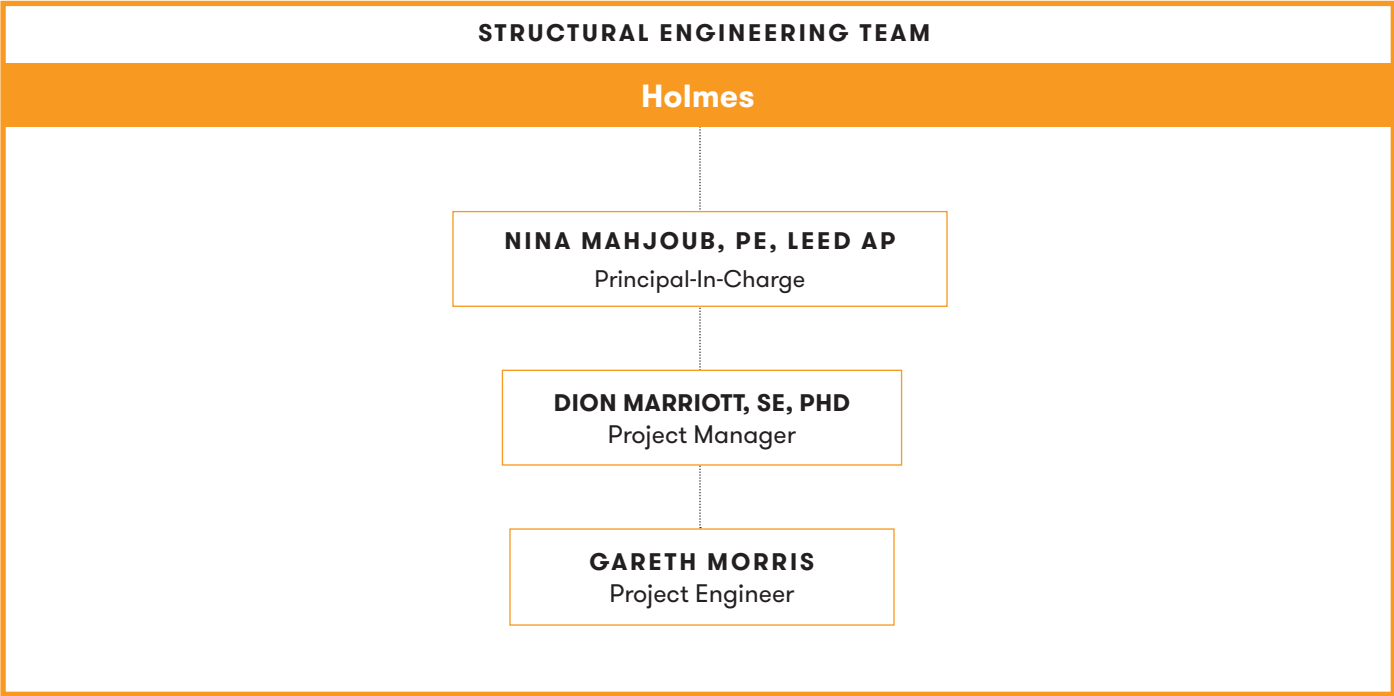 STRUCTURAL ENGINEERING TEAM
Holmes
NINA MAHJOUB, PE, LEED AP
Principal-In-Charge
DION MARRIOTT, SE, PHD
Project Manager
GARETH MORRIS
Project Engineer